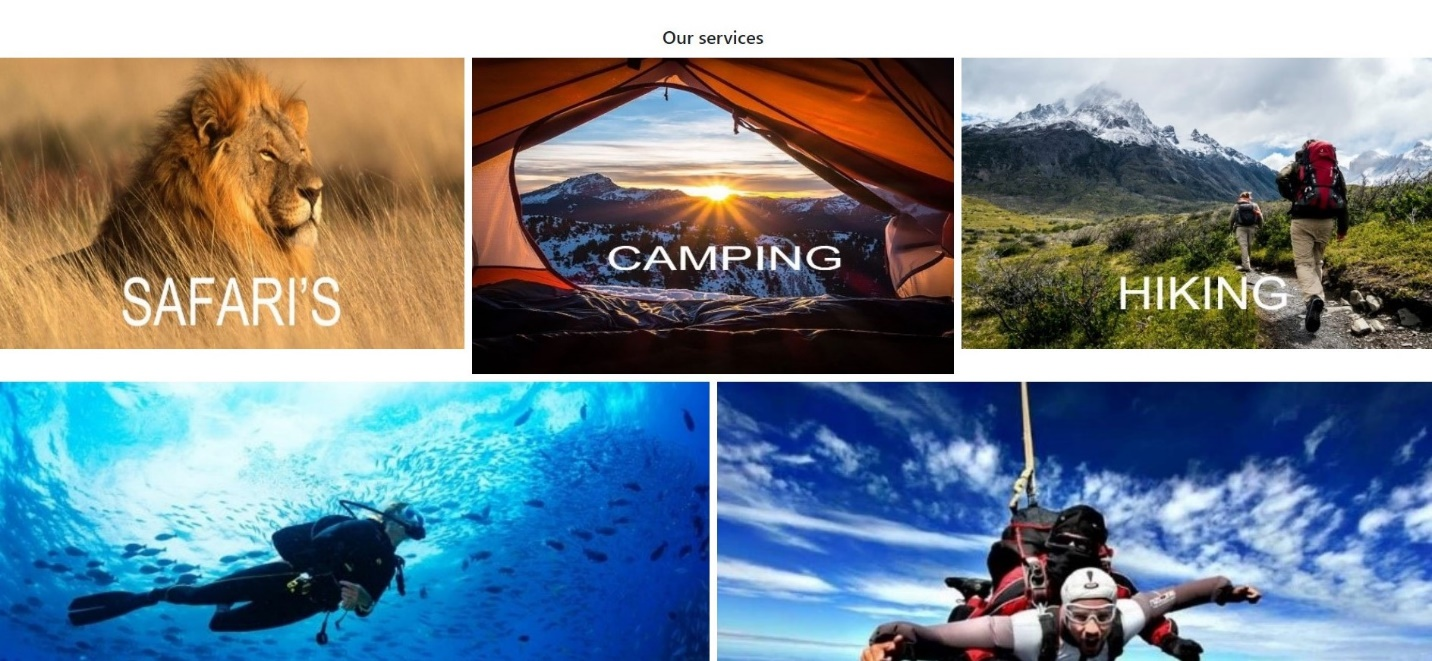 Our services
SAFARI'S
CAMPING
HIKING